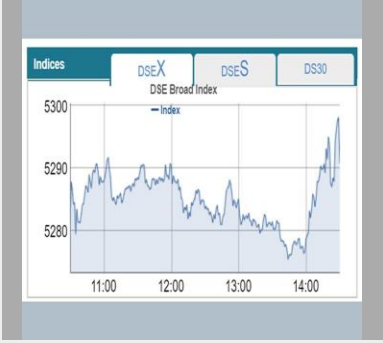 Indices DSEX DSES DS30
DSE Broad Index
Index
5300
5290
5280
11:00 12:00 13:00 14:00